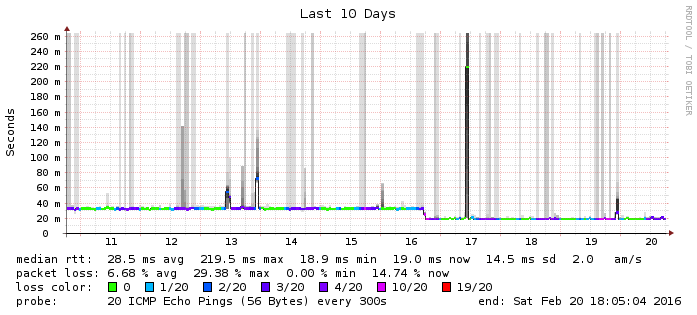 Last 10 Days
RRDTOOL / TOBI OETIKER
Seconds
260 m
240 m
220 m
200 m
180 m
160 m
140 m
120 m
100 m
80 m
60 m
40 m
20 m
0
11 12 13 14 15 16 17 18 19 20
median rtt: 28.5 ms avg 219.5 ms max 18.9 ms min 19.0 ms now 14.5 ms sd 2.0 am/s
packet loss: 6.68 % avg 29.38 % max 0.00 % min 14.74 % now
loss color: 0 1/20 2/20 3/20 4/20 10/20 19/20
probe: 20 ICMP Echo Pings (56 Bytes) every 300s end: Sat Feb 20 18:05:04 2016